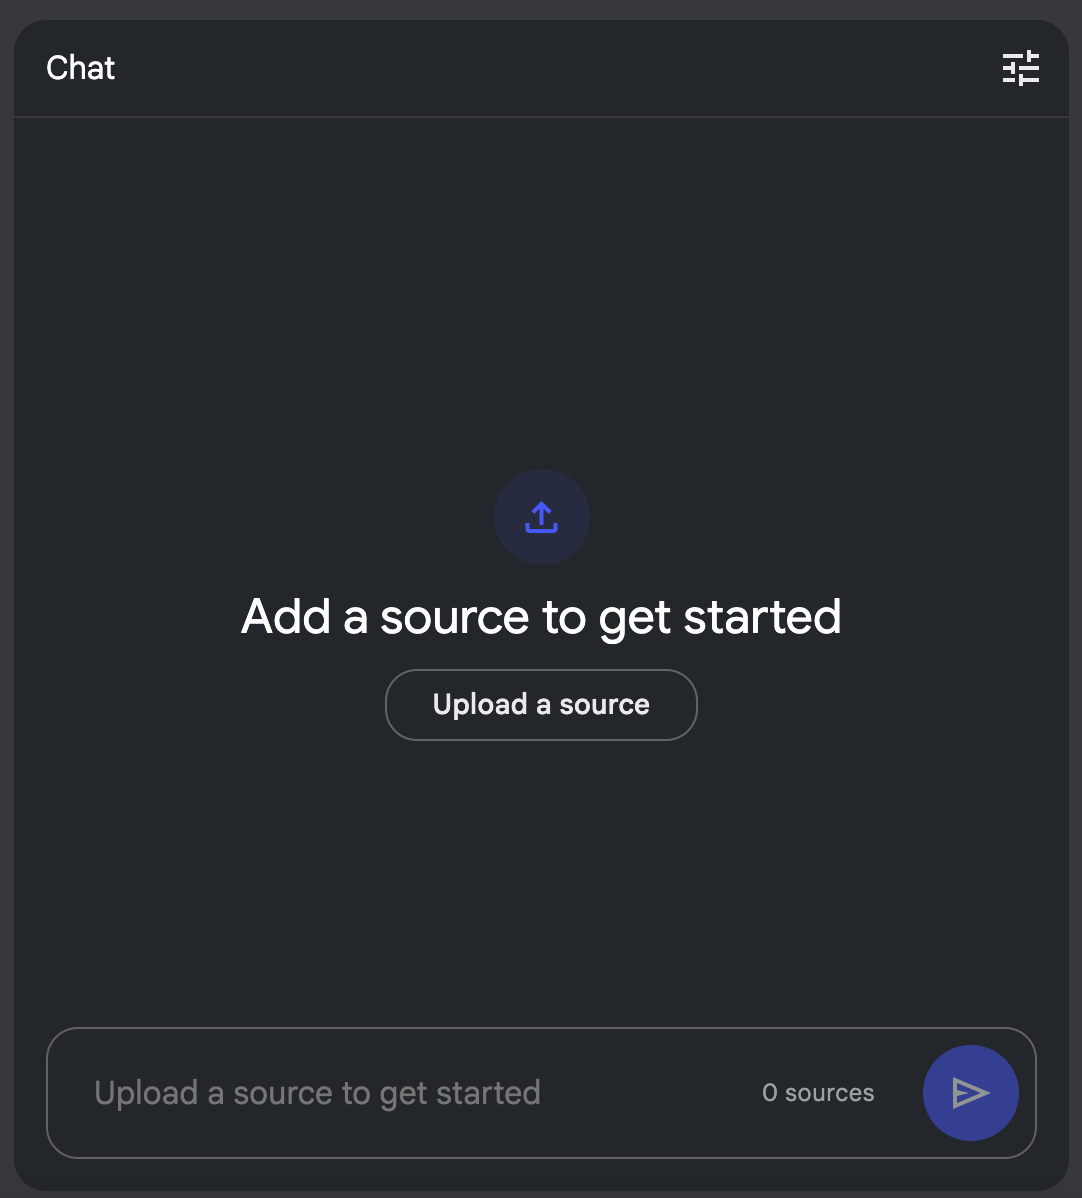 Chat
Add a source to get started
Upload a source
Upload a source to get started
0 sources